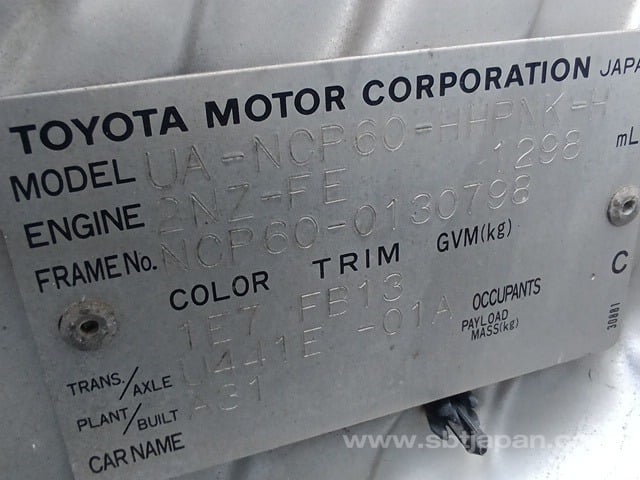 TOYOTA MOTOR CORPORATION JAPA
MODEL UA-NCP60-HHPNK-H
ENGINE 2NZ-FE 1298 mL
FRAME No. NCP60-0130798
COLOR TRIM GVM(kg) C
1E7 FB13
TRANS./AXLE U441E -01A OCCUPANTS
PAYLOAD MASS(kg)
PLANT/BUILT A31
CAR NAME
30881
www.sbtjapan.c